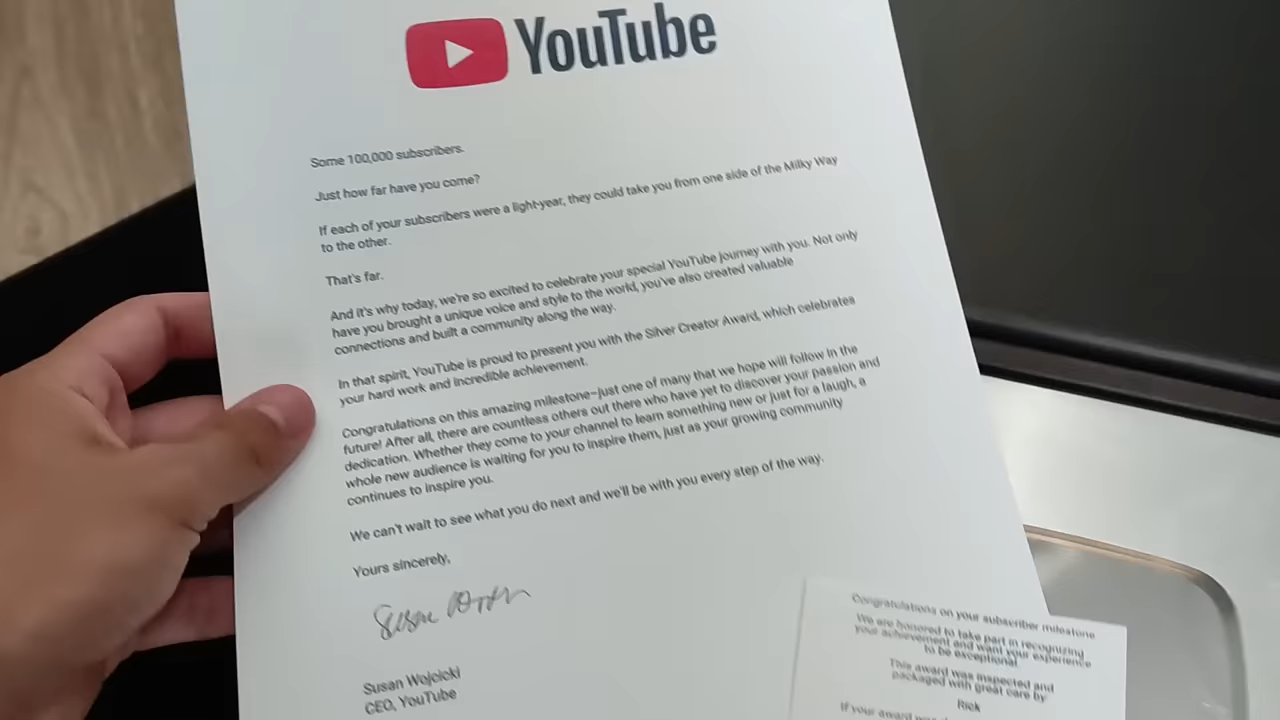 YouTube
Some 100,000 subscribers.
Just how far have you come?
If each of your subscribers were a light-year, they could take you from one side of the Milky Way
to the other.
That's far.
And it's why today, we're so excited to celebrate your special YouTube journey with you. Not only
have you brought a unique voice and style to the world, you've also created valuable
connections and built a community along the way.
In that spirit, YouTube is proud to present you with the Silver Creator Award, which celebrates
your hard work and incredible achievement.
Congratulations on this amazing milestone–just one of many that we hope will follow in the
future! After all, there are countless others out there who have yet to discover your passion and
dedication. Whether they come to your channel to learn something new or just for a laugh, a
whole new audience is waiting for you to inspire them, just as your growing community
continues to inspire you.
We can't wait to see what you do next and we'll be with you every step of the way.
Yours sincerely,
Susan Wojcicki
CEO, YouTube
Congratulations on your subscriber milestone
We are honored to take part in recognizing
your achievement and want your experience
to be exceptional
This award was inspected and
packaged with great care by
Rick
If your award